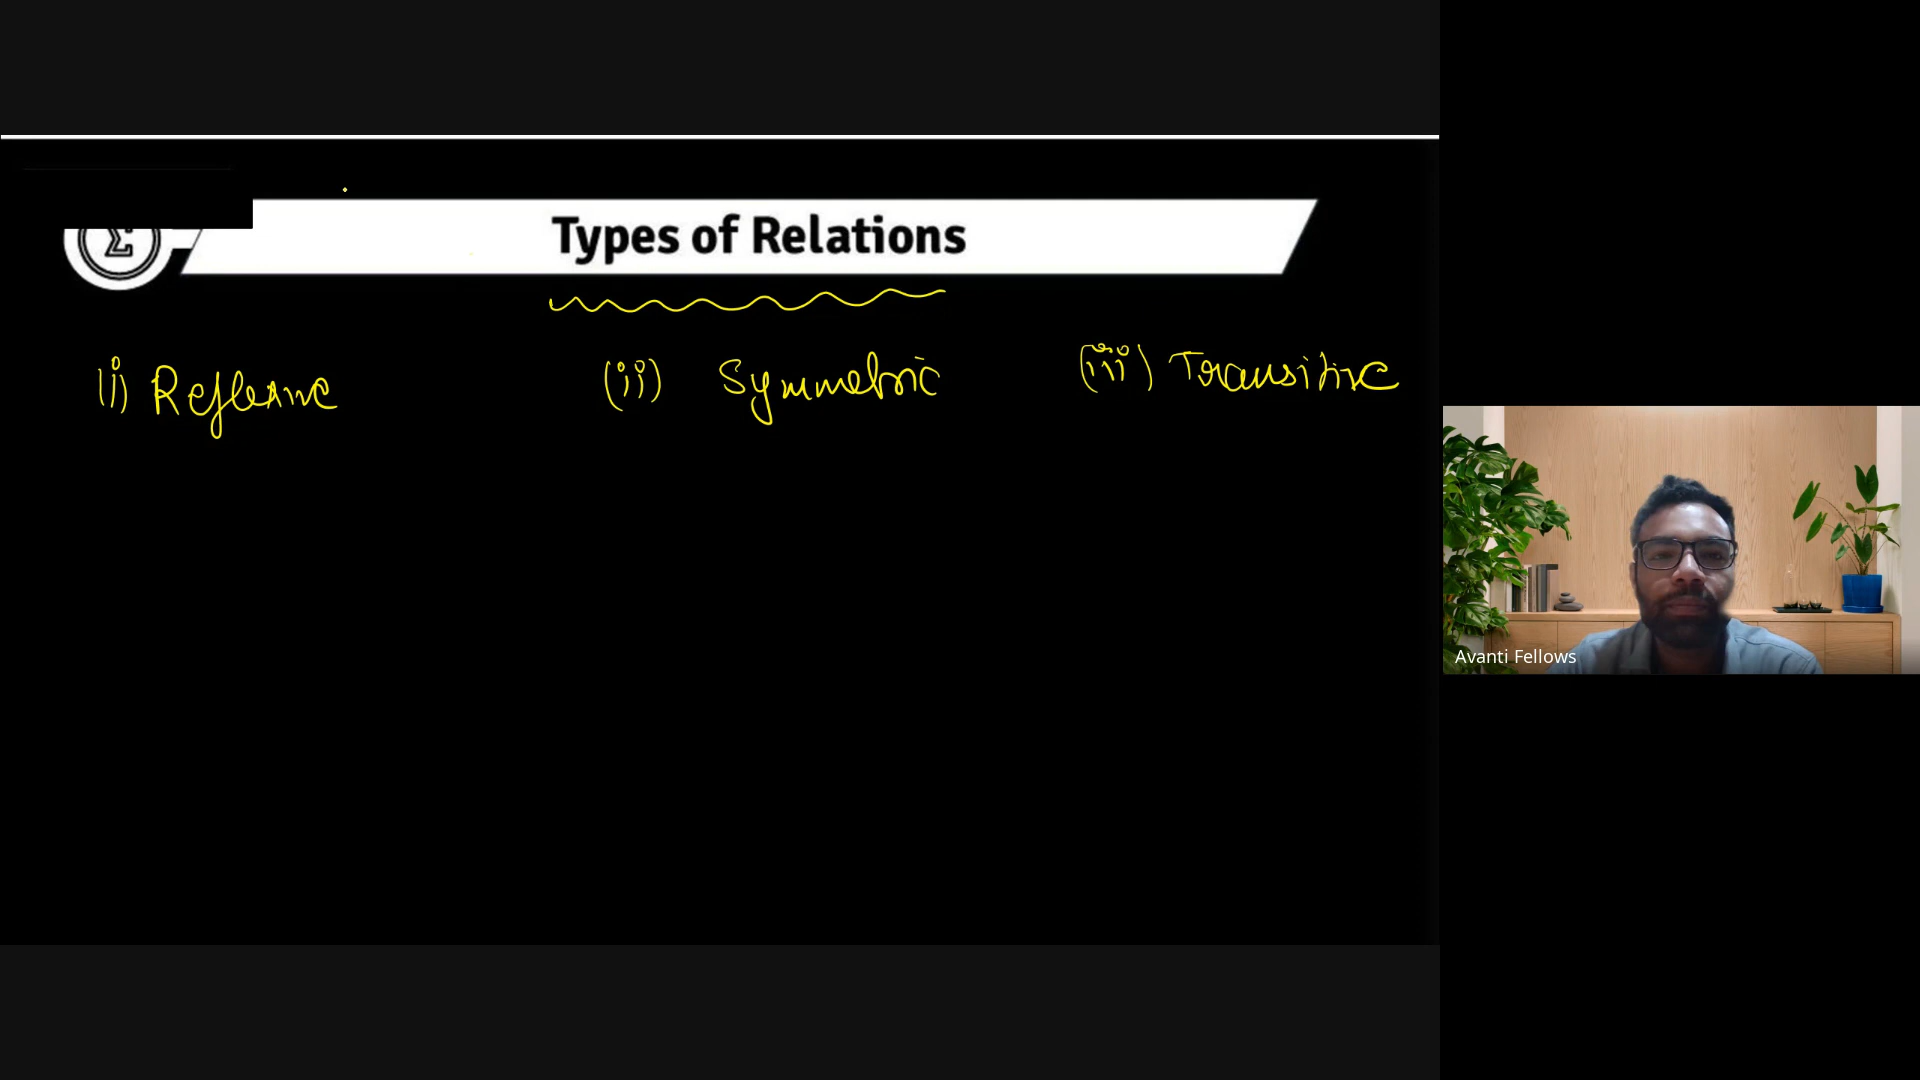 Types of Relations
(i) Reflexive
(ii) Symmetric
(iii) Transitive
Avanti Fellows